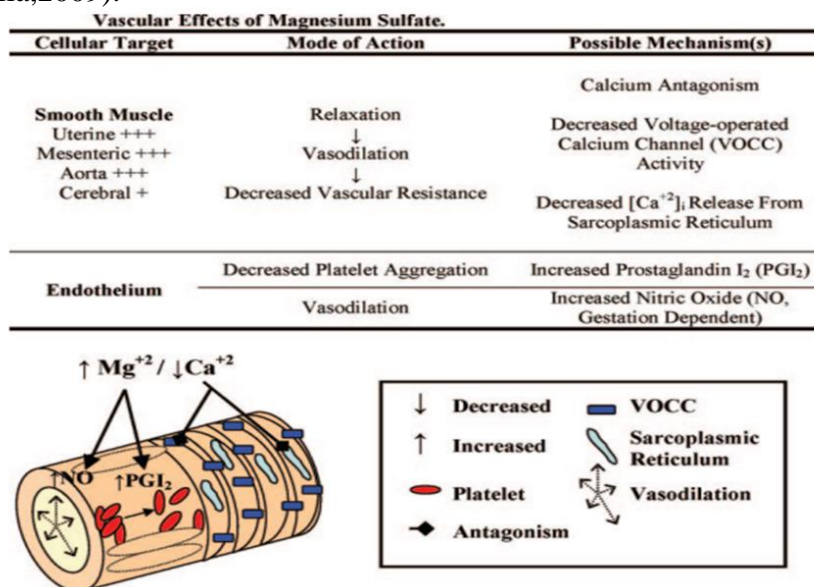 2009).
Vascular Effects of Magnesium Sulfate.
Cellular Target Mode of Action Possible Mechanism(s)
Calcium Antagonism
Smooth Muscle Relaxation
Uterine +++ ↓ Decreased Voltage-operated
Mesenteric +++ Vasodilation Calcium Channel (VOCC)
Aorta +++ ↓ Activity
Cerebral + Decreased Vascular Resistance
Decreased [Ca⁺²]ᵢ Release From
Sarcoplasmic Reticulum
Decreased Platelet Aggregation Increased Prostaglandin I₂ (PGI₂)
Endothelium
Vasodilation Increased Nitric Oxide (NO,
Gestation Dependent)
↑ Mg⁺² / ↓Ca⁺²
↑NO ↑PGI₂
↓ Decreased
↑ Increased
Platelet
Antagonism
VOCC
Sarcoplasmic
Reticulum
Vasodilation